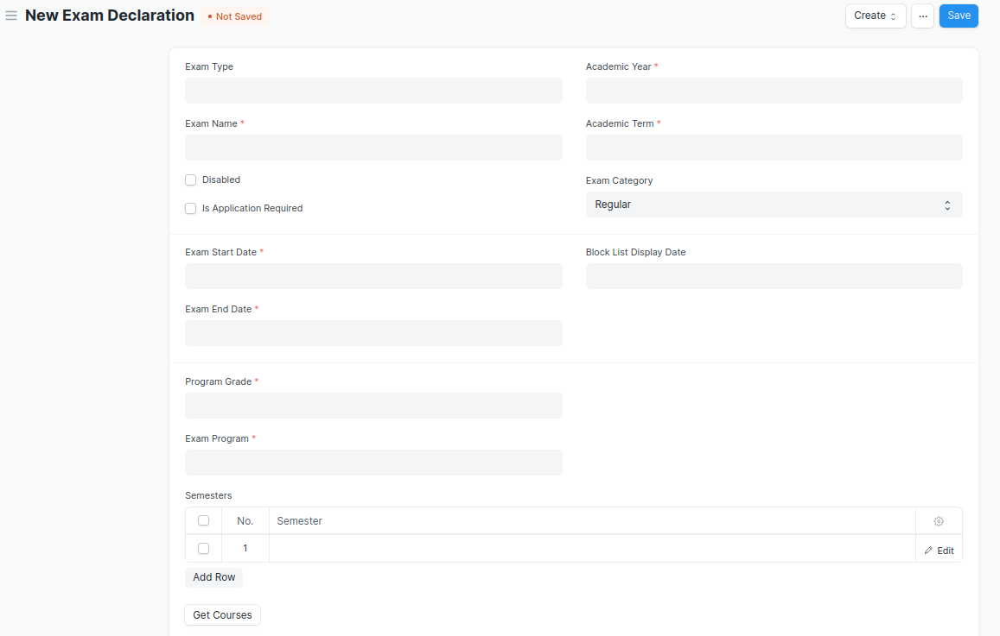 New Exam Declaration • Not Saved Create ... Save
Exam Type
Academic Year *
Exam Name *
Academic Term *
Disabled
Exam Category
Regular
Is Application Required
Exam Start Date *
Block List Display Date
Exam End Date *
Program Grade *
Exam Program *
Semesters
No. Semester
1 Edit
Add Row
Get Courses